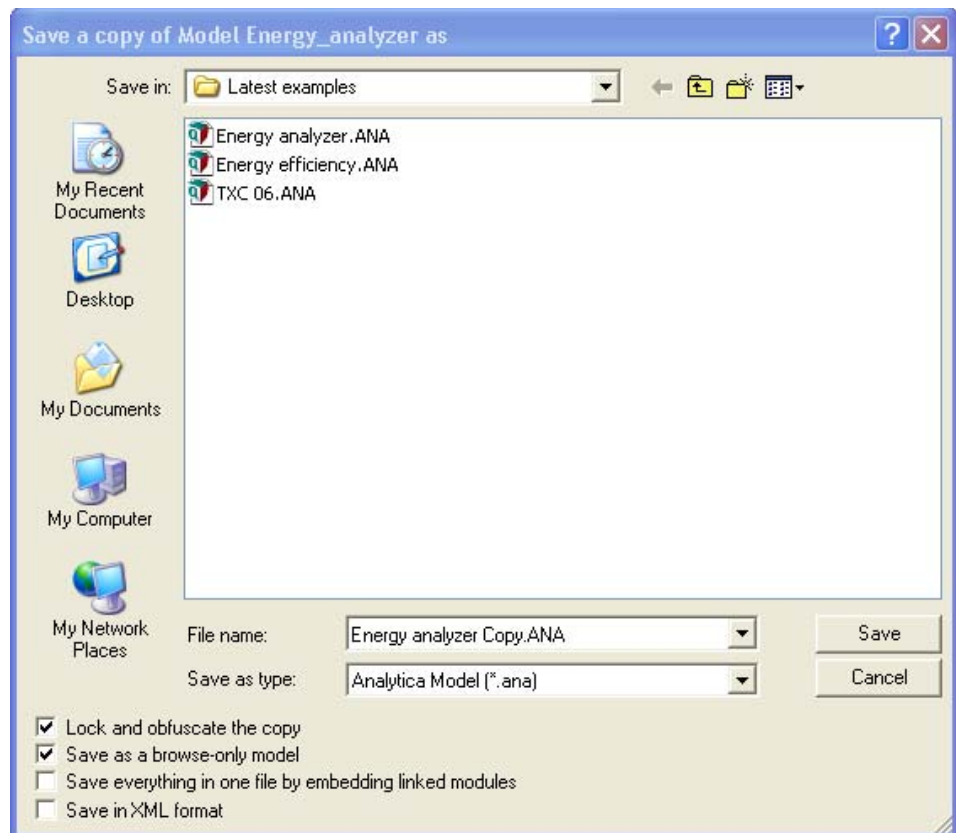 Save a copy of Model Energy_analyzer as
Save in:
Latest examples
My Recent
Documents
Desktop
My Documents
My Computer
My Network
Places
Energy analyzer.ANA
Energy efficiency.ANA
TXC 06.ANA
File name:
Energy analyzer Copy.ANA
Save
Save as type:
Analytica Model (*.ana)
Cancel
Lock and obfuscate the copy
Save as a browse-only model
Save everything in one file by embedding linked modules
Save in XML format